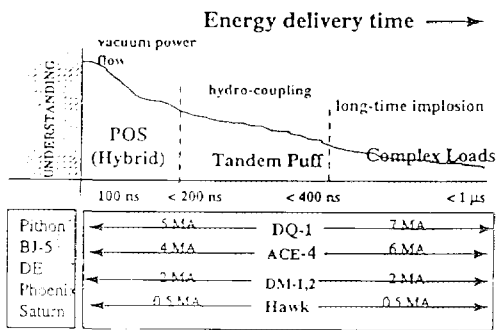 Energy delivery time
vacuum power
flow
hydro-coupling
long-time implosion
UNDERSTANDING
POS
(Hybrid)
Tandem Puff
Complex Loads
100 ns < 200 ns < 400 ns < 1 µs
Pithon 5 MA DQ-1 7 MA
BJ-5 4 MA ACE-4 6 MA
DE 2 MA DM-1,2 2 MA
Phoenix 0.5 MA Hawk 0.5 MA
Saturn